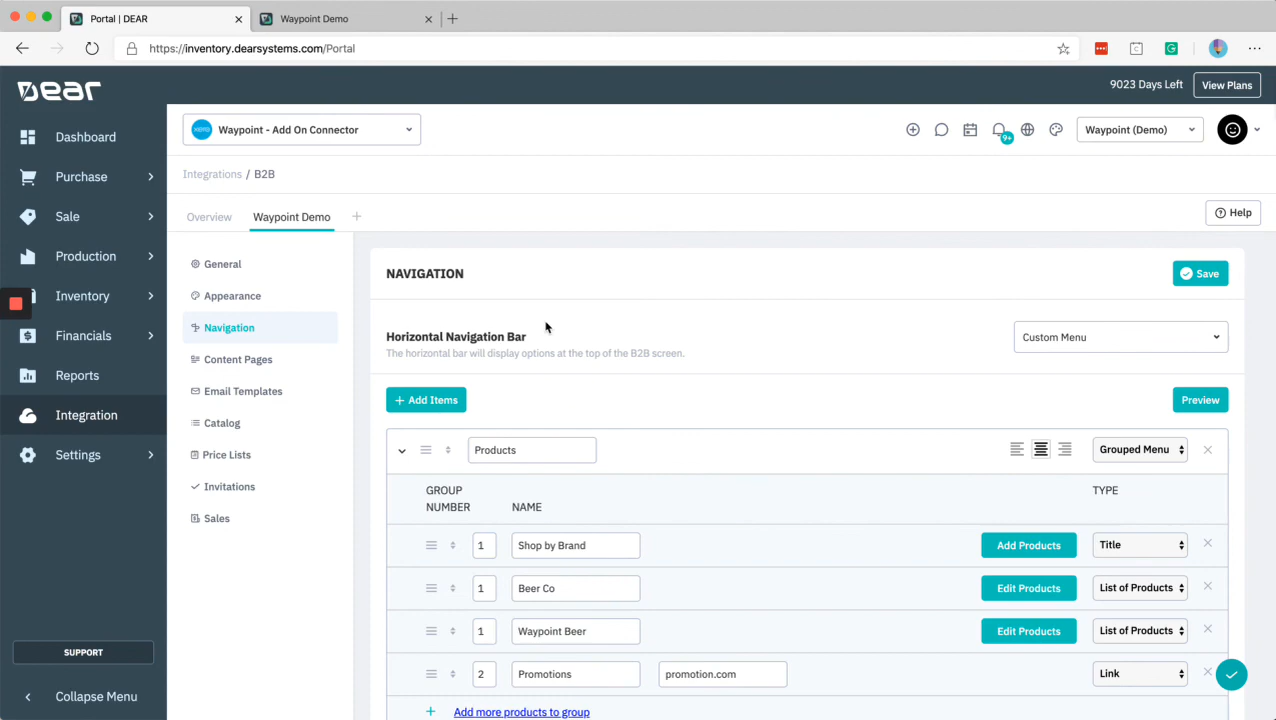 Portal | DEAR
Waypoint Demo
https://inventory.dearsystems.com/Portal
Dear
9023 Days Left
View Plans
Dashboard
Purchase
Sale
Production
Inventory
Financials
Reports
Integration
Settings
SUPPORT
Collapse Menu
xero
Waypoint - Add On Connector
9+
Waypoint (Demo)
Integrations / B2B
Overview
Waypoint Demo
Help
General
Appearance
Navigation
Content Pages
Email Templates
Catalog
Price Lists
Invitations
Sales
NAVIGATION
Save
Horizontal Navigation Bar
The horizontal bar will display options at the top of the B2B screen.
Custom Menu
+ Add Items
Preview
Products
Grouped Menu
GROUP
NUMBER
NAME
TYPE
1 Shop by Brand Add Products Title
1 Beer Co Edit Products List of Products
1 Waypoint Beer Edit Products List of Products
2 Promotions promotion.com Link
+ Add more products to group